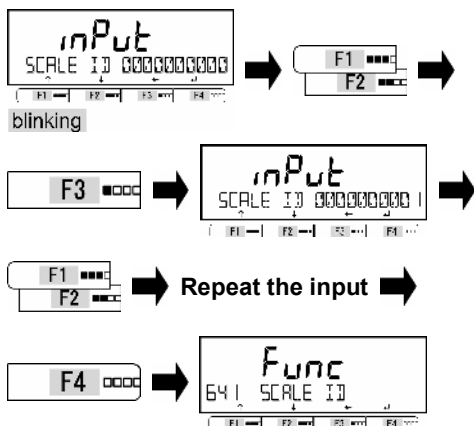 inPut
SCALE ID 0000000000
F1 F2 F3 F4
blinking
F1
F2
F3
inPut
SCALE ID 000000001
F1 F2 F3 F4
F1
F2
Repeat the input
F4
Func
641 SCALE ID
F1 F2 F3 F4